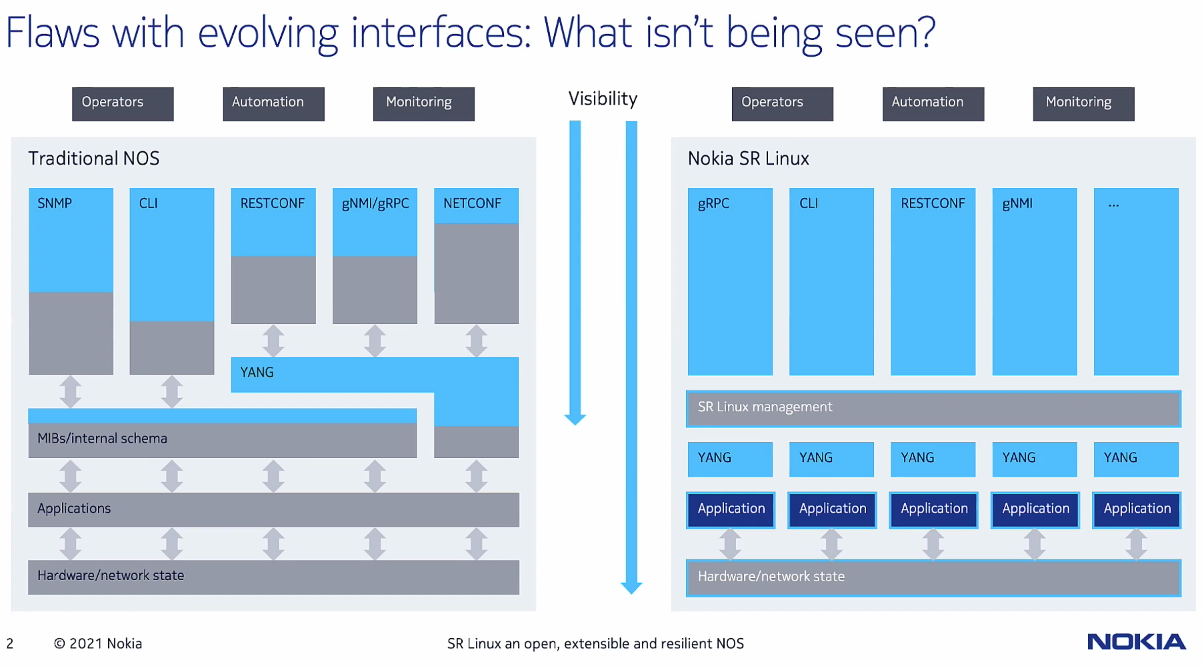 Flaws with evolving interfaces: What isn't being seen?
Operators
Automation
Monitoring
Visibility
Operators
Automation
Monitoring
Traditional NOS
SNMP
CLI
RESTCONF
gNMI/gRPC
NETCONF
YANG
MIBs/internal schema
Applications
Hardware/network state
Nokia SR Linux
gRPC
CLI
RESTCONF
gNMI
...
SR Linux management
YANG
YANG
YANG
YANG
YANG
Application
Application
Application
Application
Application
Hardware/network state
2
© 2021 Nokia
SR Linux an open, extensible and resilient NOS
NOKIA